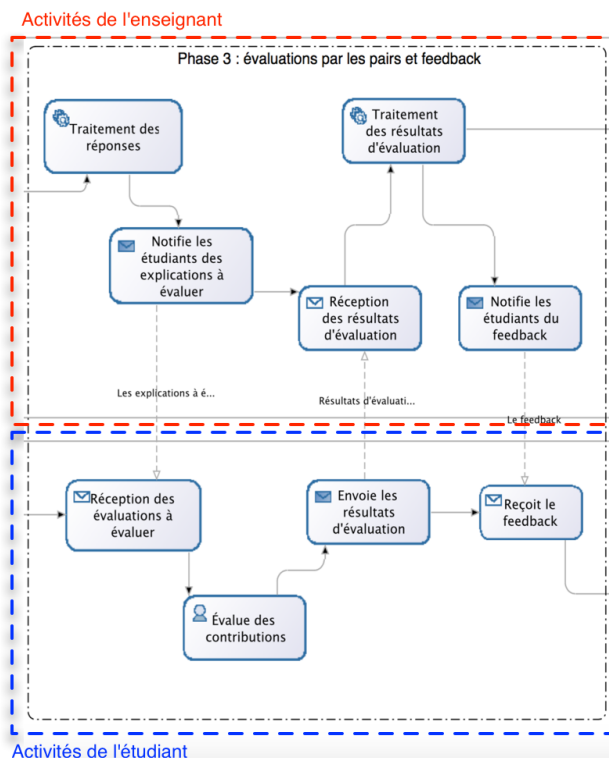 Activités de l'enseignant
Phase 3 : évaluations par les pairs et feedback
Traitement des
réponses
Traitement
des résultats
d'évaluation
Notifie les
étudiants des
explications à
évaluer
Réception
des résultats
d'évaluation
Notifie les
étudiants du
feedback
Les explications à é...
Résultats d'évaluati...
Le feedback
Réception des
évaluations à
évaluer
Envoie les
résultats
d'évaluation
Reçoit le
feedback
Évalue des
contributions
Activités de l'étudiant